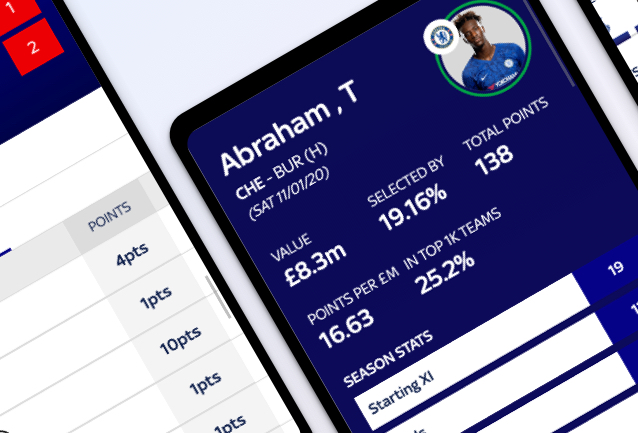 1
2
POINTS
4pts
1pts
10pts
1pts
1pts
Abraham , T
CHE - BUR (H)
(SAT 11/01/20)
VALUE
£8.3m
SELECTED BY
19.16%
TOTAL POINTS
138
POINTS PER £M
16.63
IN TOP 1K TEAMS
25.2%
SEASON STATS
Starting XI
19